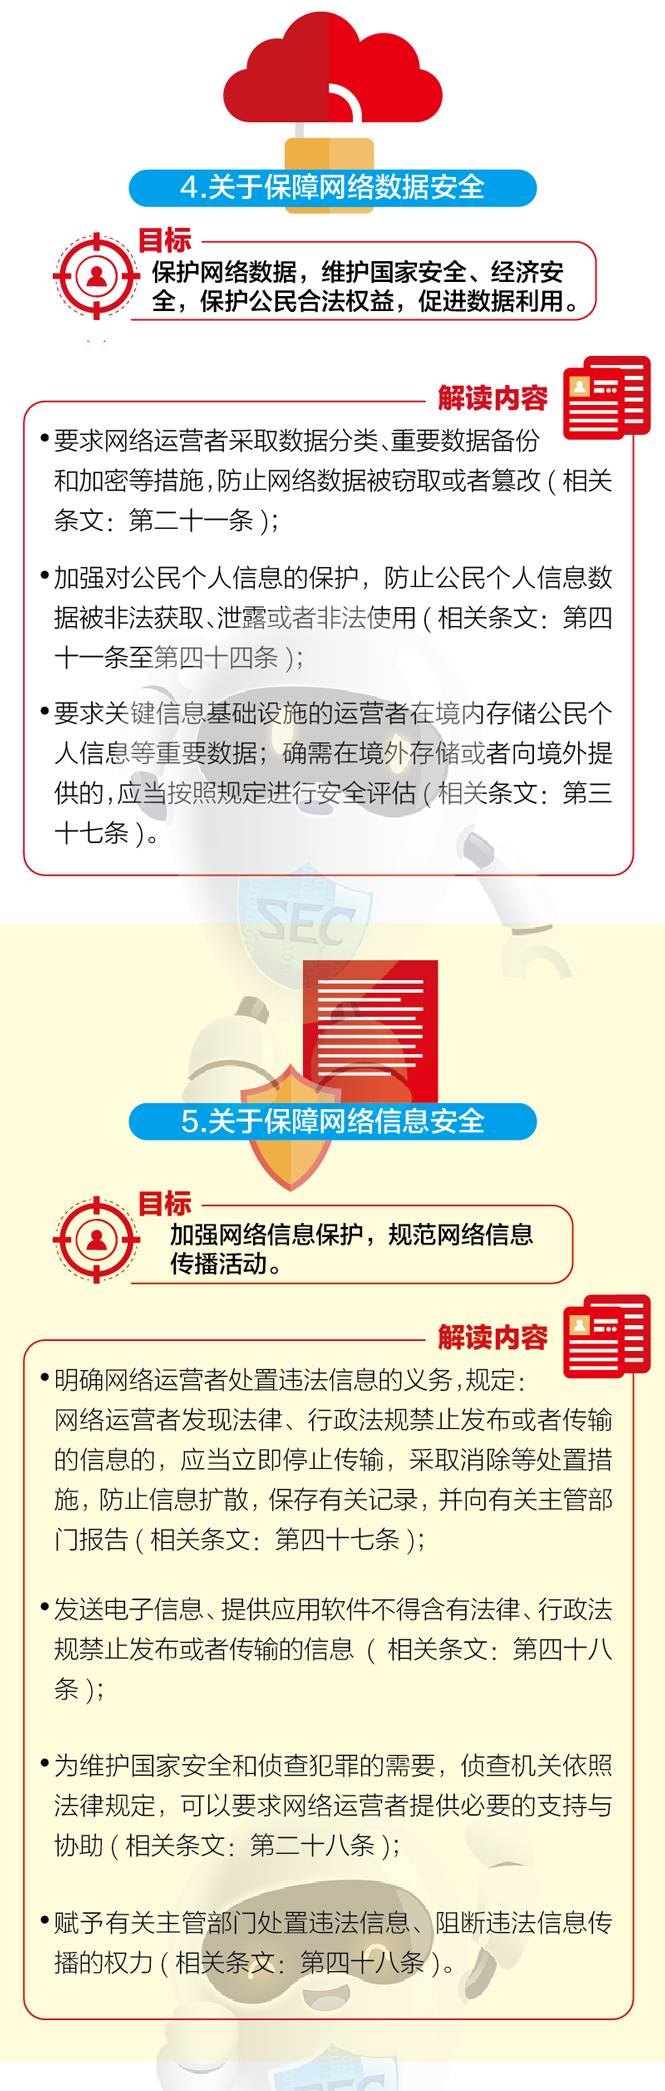 4.关于保障网络数据安全
目标
保护网络数据，维护国家安全、经济安
全，保护公民合法权益，促进数据利用。
解读内容
•要求网络运营者采取数据分类、重要数据备份
和加密等措施，防止网络数据被窃取或者篡改（相关
条文：第二十一条）；
•加强对公民个人信息的保护，防止公民个人信息数
据被非法获取、泄露或者非法使用（相关条文：第四
十一条至第四十四条）；
•要求关键信息基础设施的运营者在境内存储公民个
人信息等重要数据；确需在境外存储或者向境外提
供的，应当按照规定进行安全评估（相关条文：第三
十七条）。
SEC
5.关于保障网络信息安全
目标
加强网络信息保护，规范网络信息
传播活动。
解读内容
•明确网络运营者处置违法信息的义务，规定：
网络运营者发现法律、行政法规禁止发布或者传输
的信息的，应当立即停止传输，采取消除等处置措
施，防止信息扩散，保存有关记录，并向有关主管部
门报告（相关条文：第四十七条）；
•发送电子信息、提供应用软件不得含有法律、行政法
规禁止发布或者传输的信息（相关条文：第四十八
条）；
•为维护国家安全和侦查犯罪的需要，侦查机关依照
法律规定，可以要求网络运营者提供必要的支持与
协助（相关条文：第二十八条）；
•赋予有关主管部门处置违法信息、阻断违法信息传
播的权力（相关条文：第四十八条）。
SEC